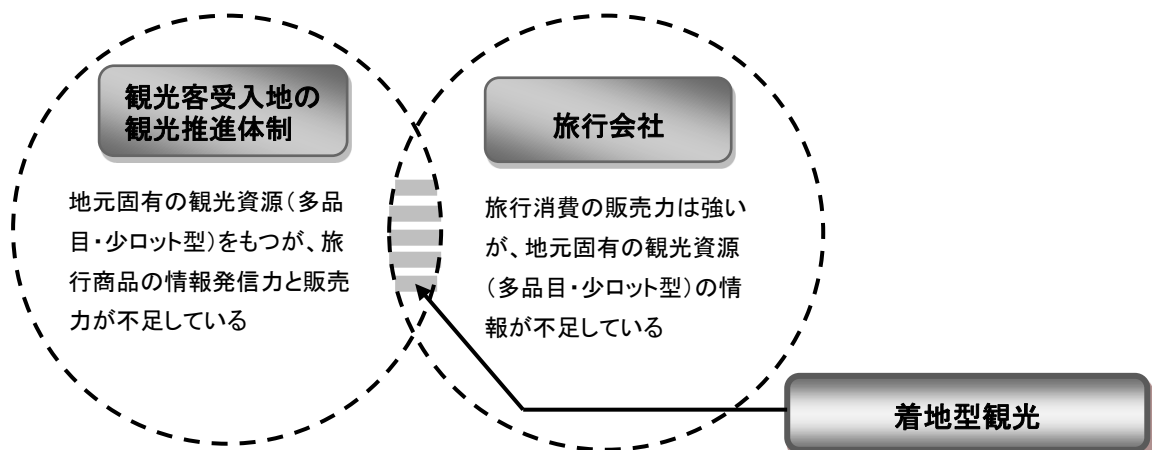 観光客受入地の
観光推進体制
地元固有の観光資源(多品
目・少ロット型)をもつが、旅
行商品の情報発信力と販売
力が不足している
旅行会社
旅行消費の販売力は強い
が、地元固有の観光資源
(多品目・少ロット型)の情
報が不足している
着地型観光